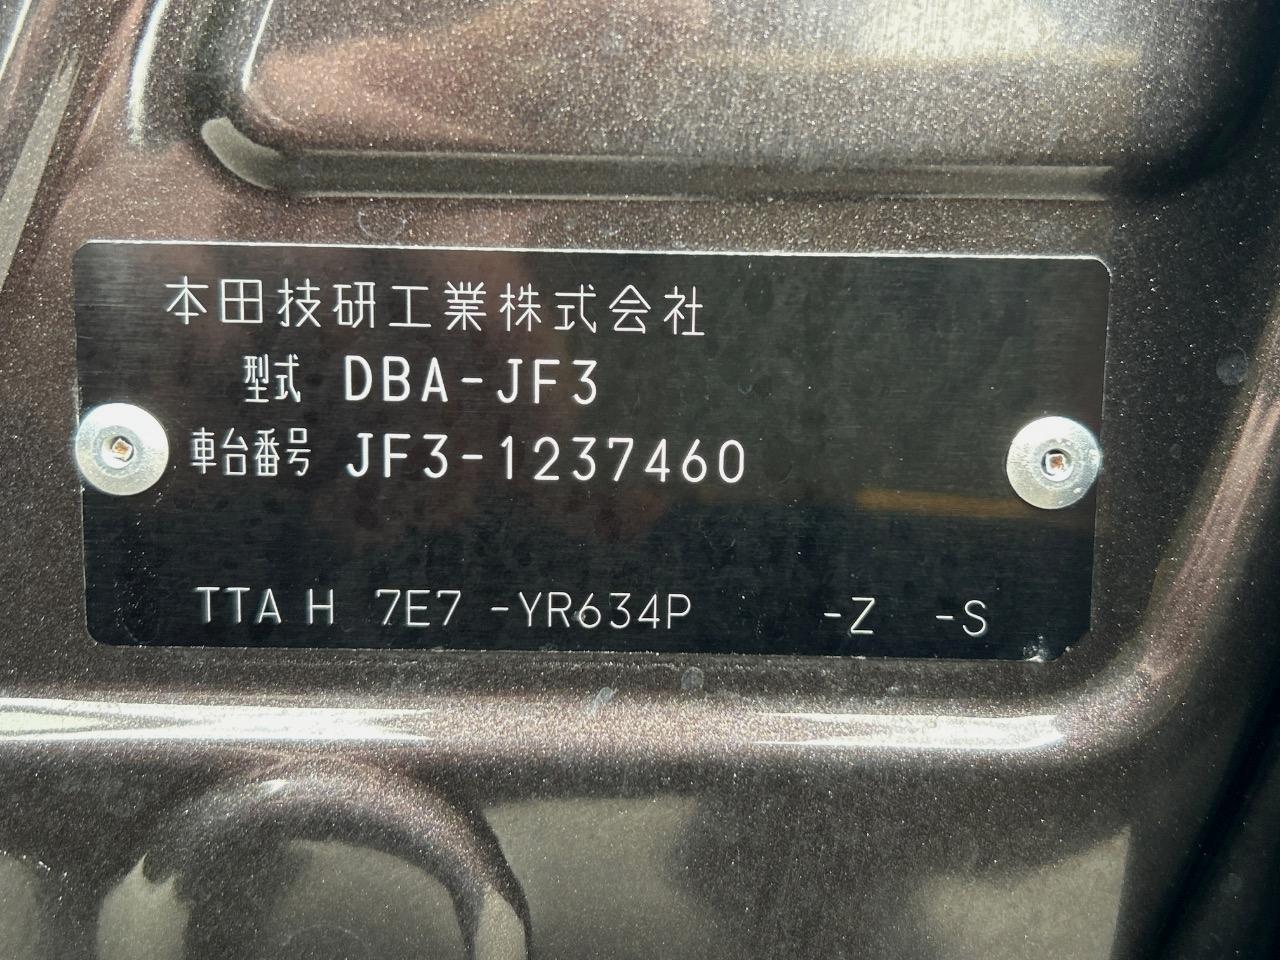 本田技研工業株式会社
型式 DBA-JF3
車台番号 JF3-1237460
TTA H 7E7 -YR634P -Z -S